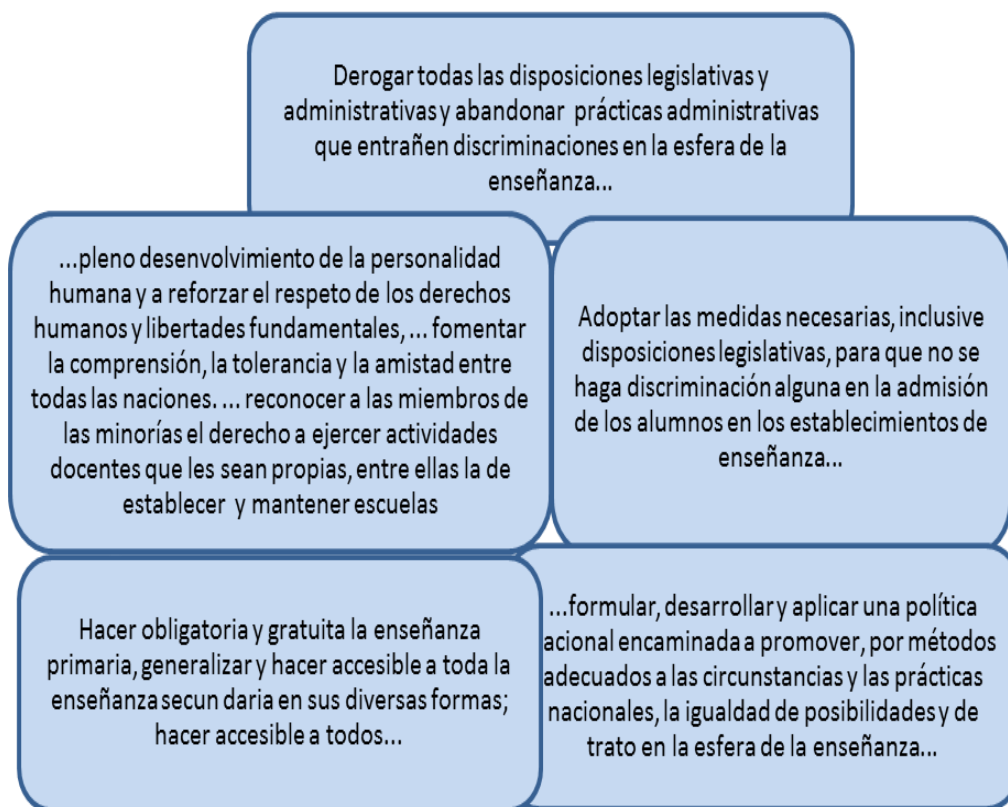 Derogar todas las disposiciones legislativas y
administrativas y abandonar prácticas administrativas
que entrañen discriminaciones en la esfera de la
enseñanza...
...pleno desenvolvimiento de la personalidad
humana y a reforzar el respeto de los derechos
humanos y libertades fundamentales, ... fomentar
la comprensión, la tolerancia y la amistad entre
todas las naciones. ... reconocer a las miembros de
las minorías el derecho a ejercer actividades
docentes que les sean propias, entre ellas la de
establecer y mantener escuelas
Adoptar las medidas necesarias, inclusive
disposiciones legislativas, para que no se
haga discriminación alguna en la admisión
de los alumnos en los establecimientos de
enseñanza...
Hacer obligatoria y gratuita la enseñanza
primaria, generalizar y hacer accesible a toda la
enseñanza secun daria en sus diversas formas;
hacer accesible a todos...
...formular, desarrollar y aplicar una política
acional encaminada a promover, por métodos
adecuados a las circunstancias y las prácticas
nacionales, la igualdad de posibilidades y de
trato en la esfera de la enseñanza...